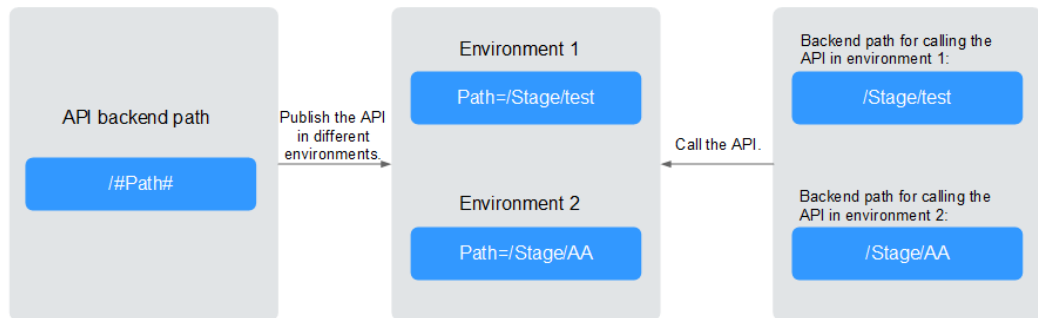 API backend path
/#Path#
Publish the API
in different
environments.
Environment 1
Path=/Stage/test
Environment 2
Path=/Stage/AA
Call the API.
Backend path for calling the
API in environment 1:
/Stage/test
Backend path for calling the
API in environment 2:
/Stage/AA